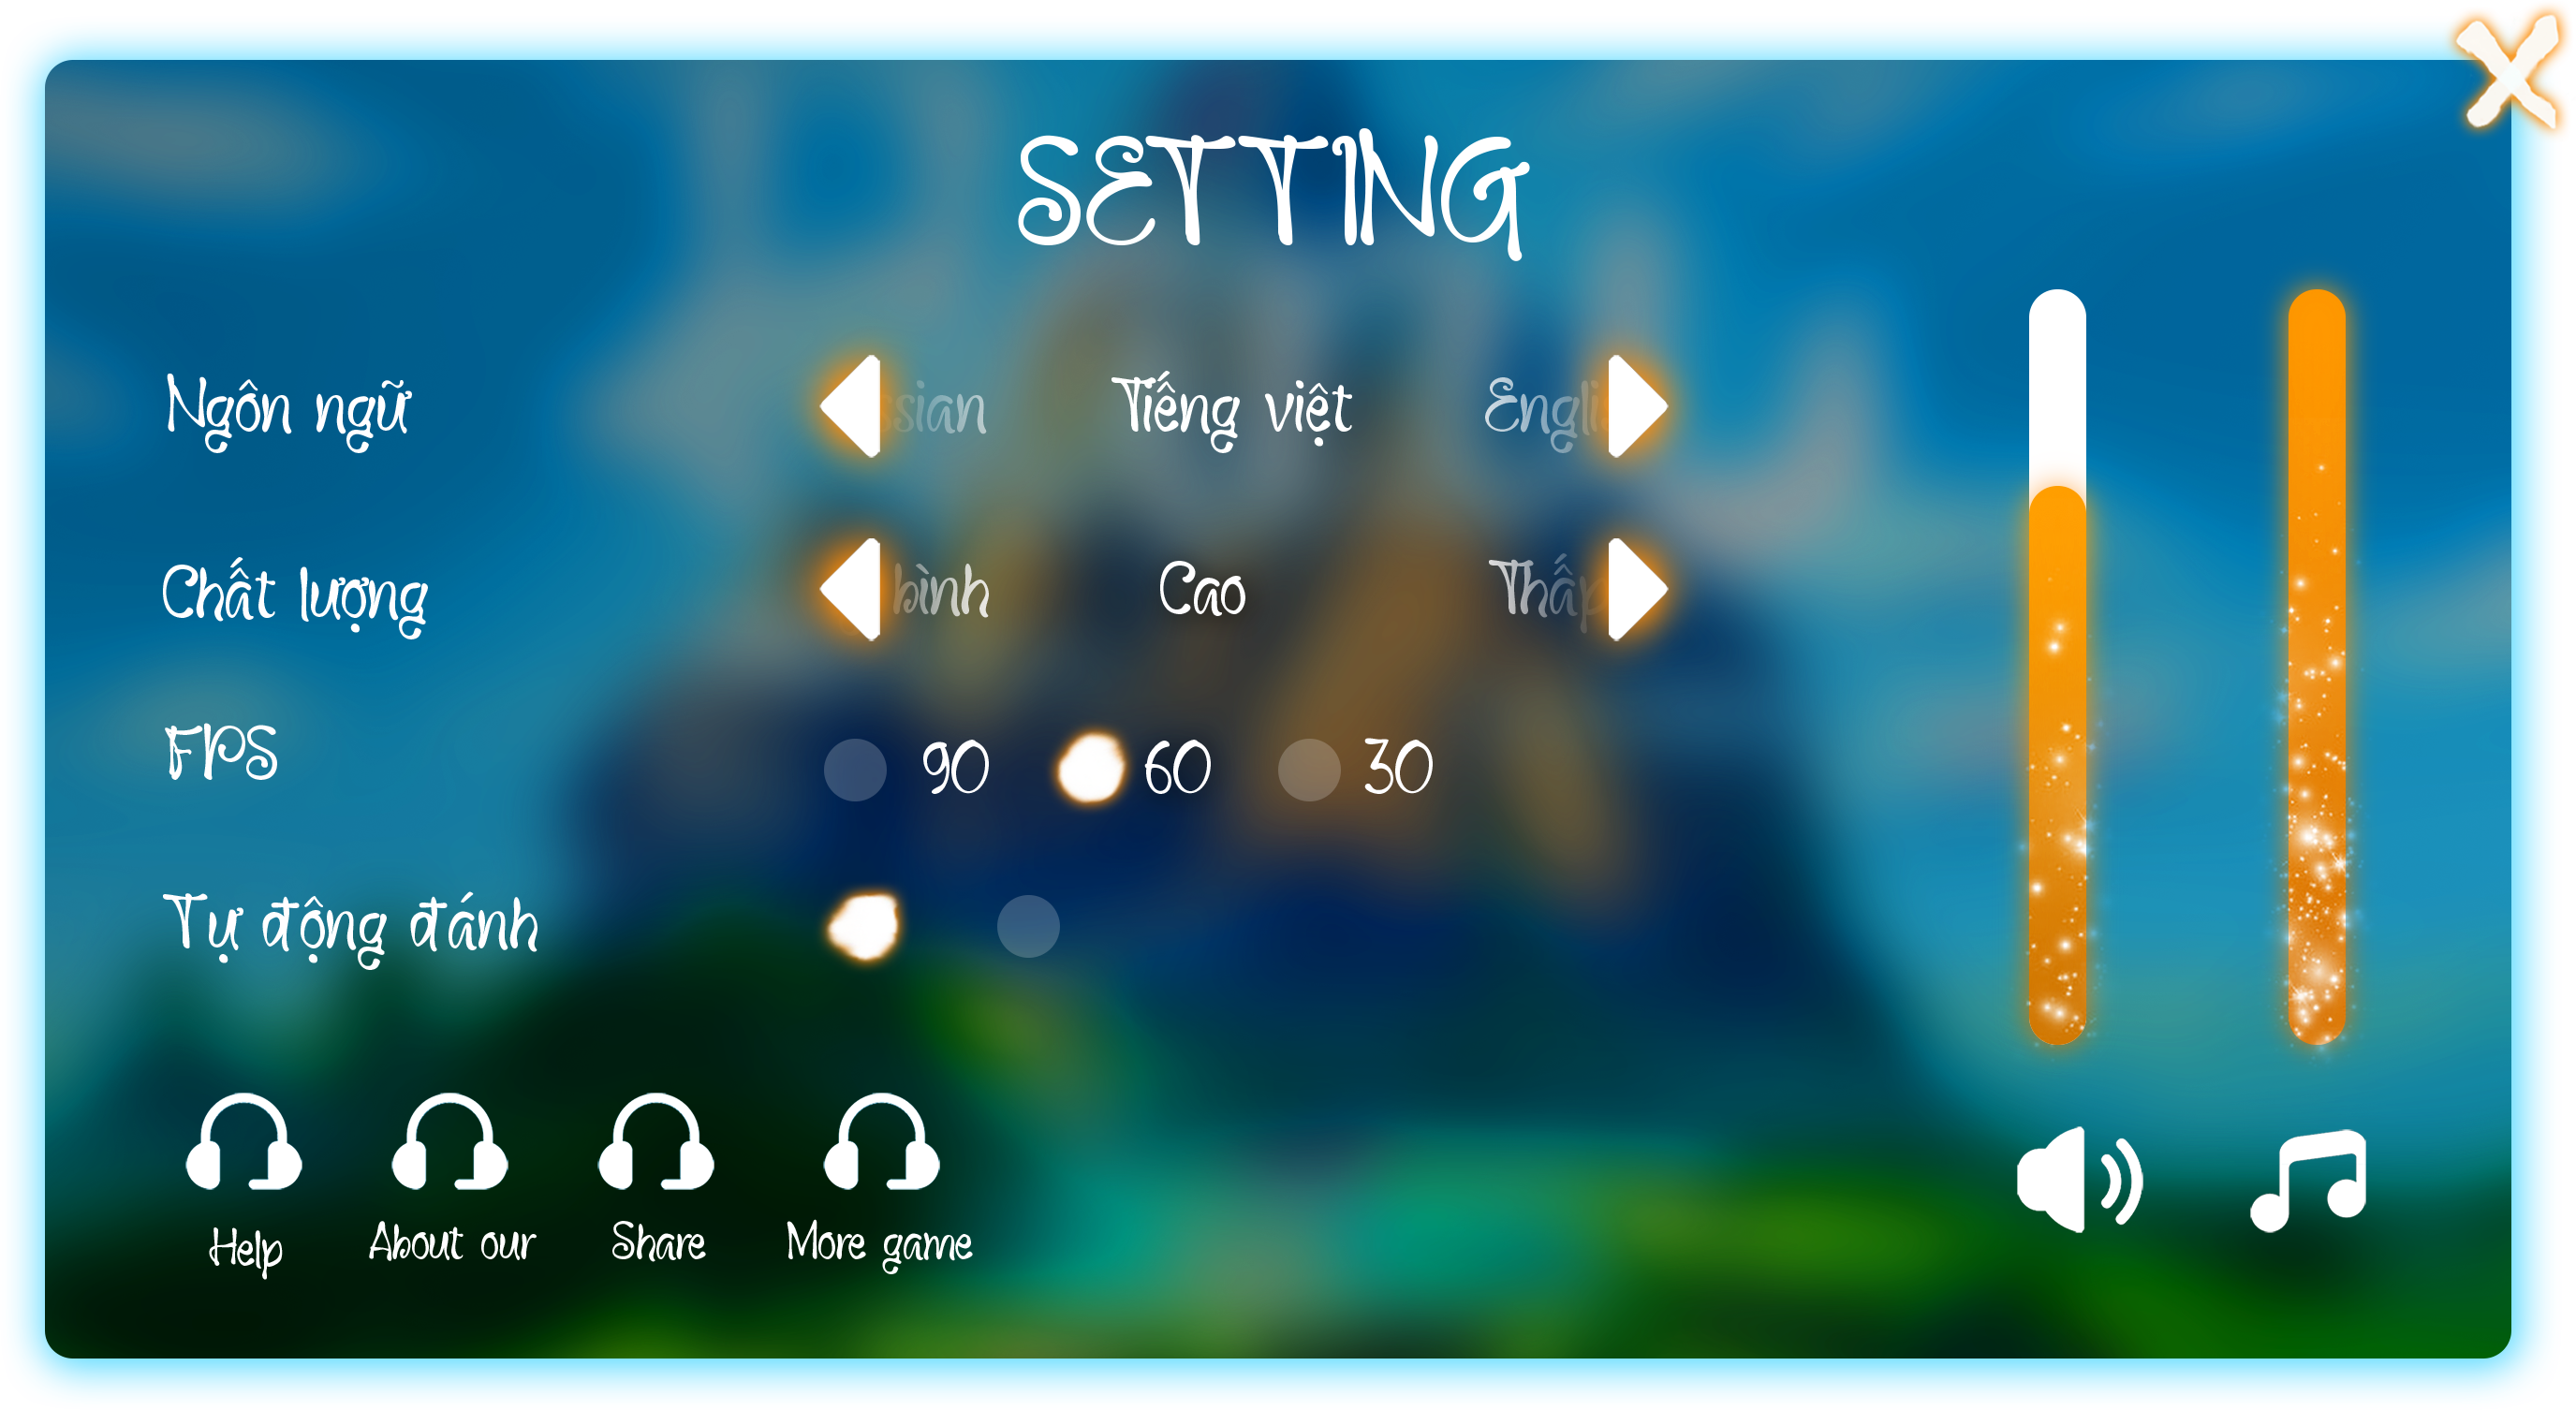 SETTING
Ngôn ngữ Tiếng việt
Chất lượng Cao
FPS 90 60 30
Tự động đánh
Help About our Share More game